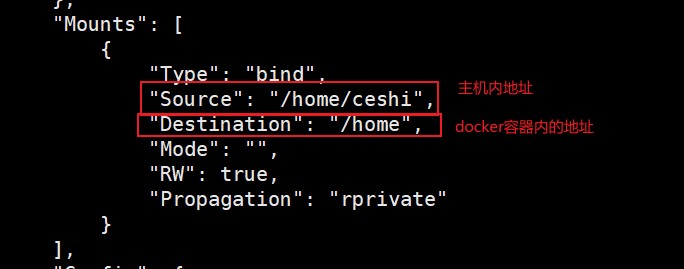 },
"Mounts": [
{
"Type": "bind",
"Source": "/home/ceshi",
主机内地址
"Destination": "/home",
docker容器内的地址
"Mode": "",
"RW": true,
"Propagation": "rprivate"
}
],